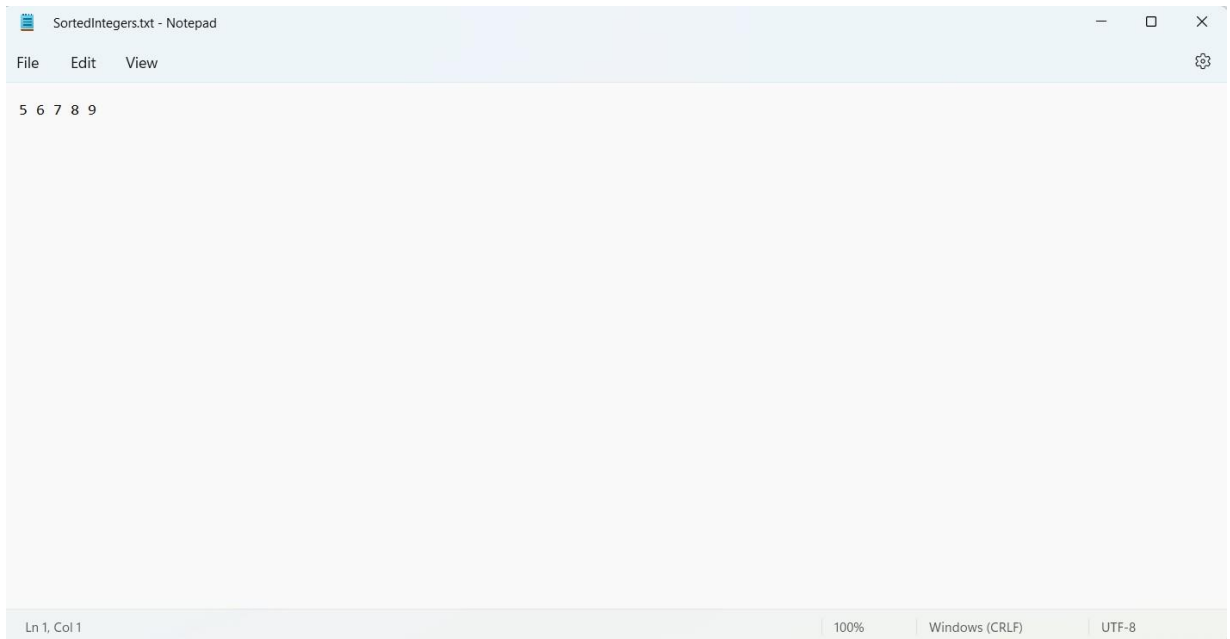 SortedIntegers.txt - Notepad
File Edit View
5 6 7 8 9
Ln 1, Col 1 100% Windows (CRLF) UTF-8